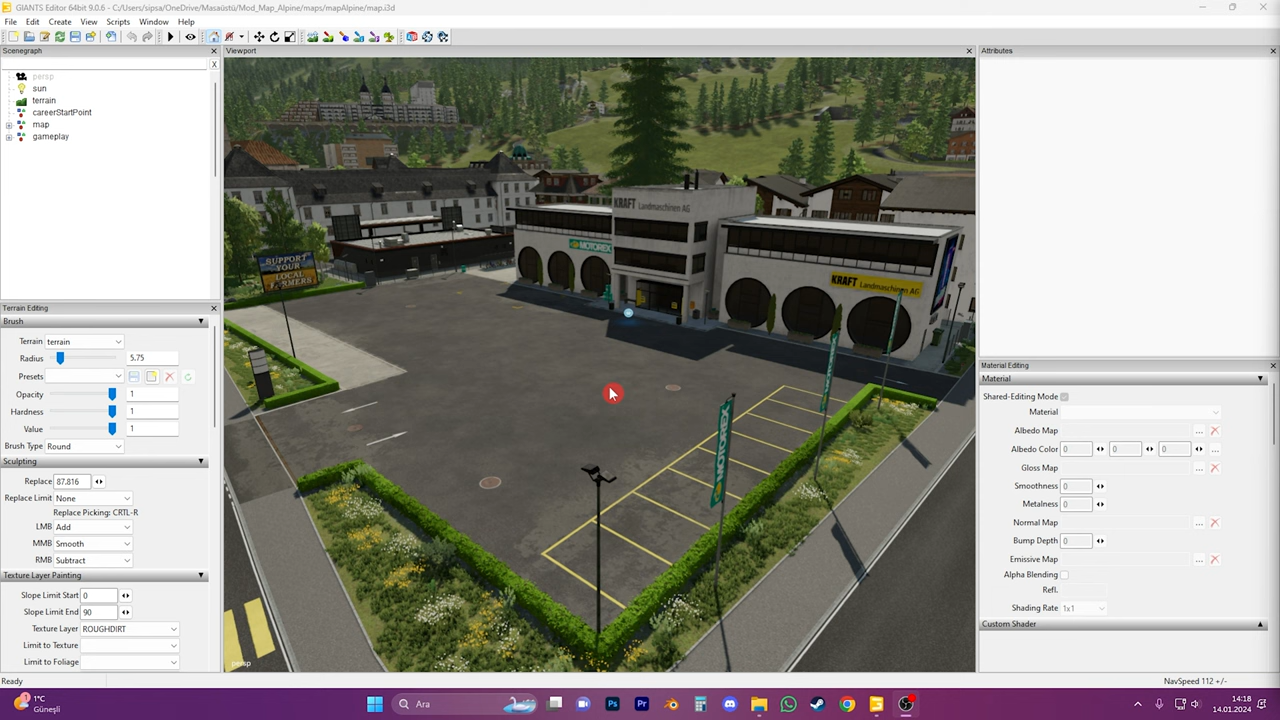 GIANTS Editor 64bit 9.0.6 - C:/Users/sipsa/OneDrive/Masaüstü/Mod_Map_Alpine/maps/mapAlpine/map.i3d
File Edit Create View Scripts Window Help
Scenegraph
X
persp
sun
terrain
careerStartPoint
map
gameplay
Terrain Editing
Brush
Terrain terrain
Radius 5.75
Presets
Opacity 1
Hardness 1
Value 1
Brush Type Round
Sculpting
Replace 87.816
Replace Limit None
Replace Picking: CRTL-R
LMB Add
MMB Smooth
RMB Subtract
Texture Layer Painting
Slope Limit Start 0
Slope Limit End 90
Texture Layer ROUGHDIRT
Limit to Texture
Limit to Foliage
Viewport
KRAFT Landmaschinen AG
MOTOREX
KRAFT Landmaschinen AG
SUPPORT
YOUR
LOCAL
FARMERS
MOTOREX
persp
Attributes
Material Editing
Material
Shared-Editing Mode
Material
Albedo Map ...
Albedo Color 0 0 0 ...
Gloss Map ...
Smoothness 0
Metalness 0
Normal Map ...
Bump Depth 0
Emissive Map ...
Alpha Blending
Refl.
Shading Rate 1x1
Custom Shader
Ready
NavSpeed 112 +/-
1°C
Güneşli
Ara
14:18
14.01.2024